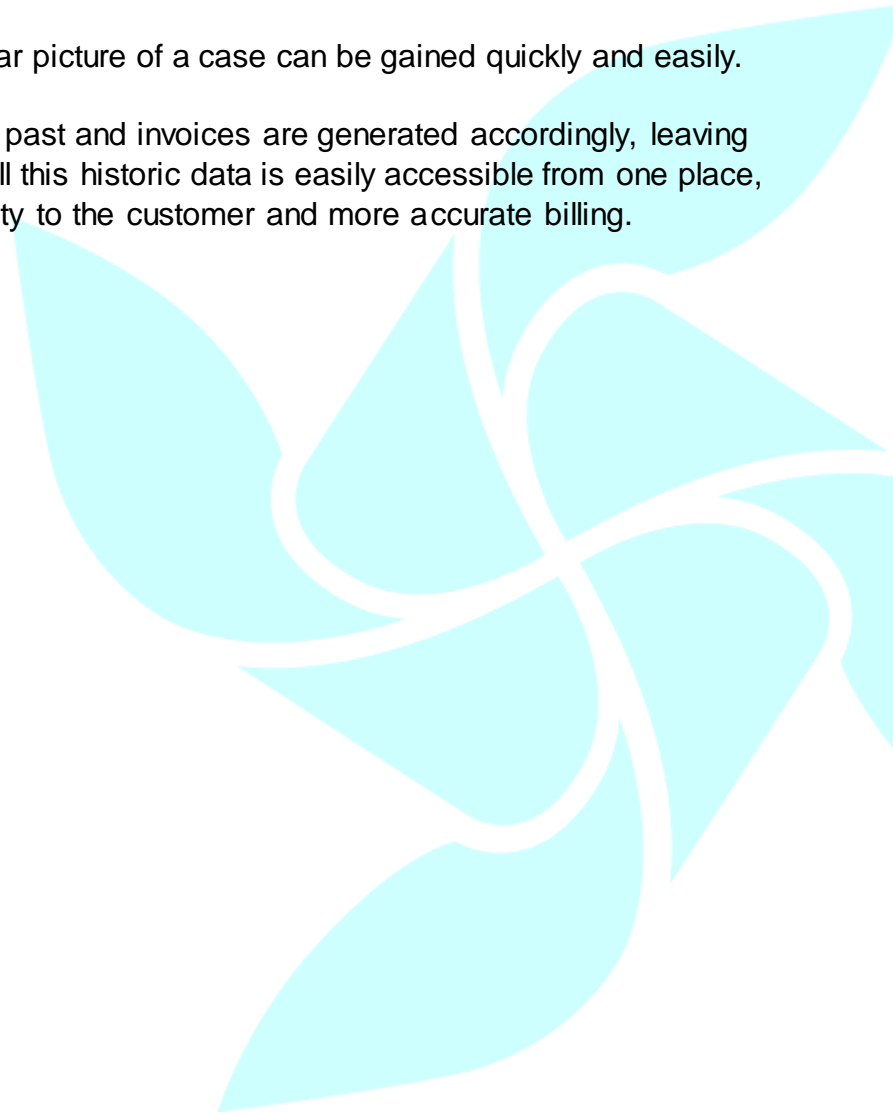 ar picture of a case can be gained quickly and easily.
past and invoices are generated accordingly, leaving
ll this historic data is easily accessible from one place,
ty to the customer and more accurate billing.